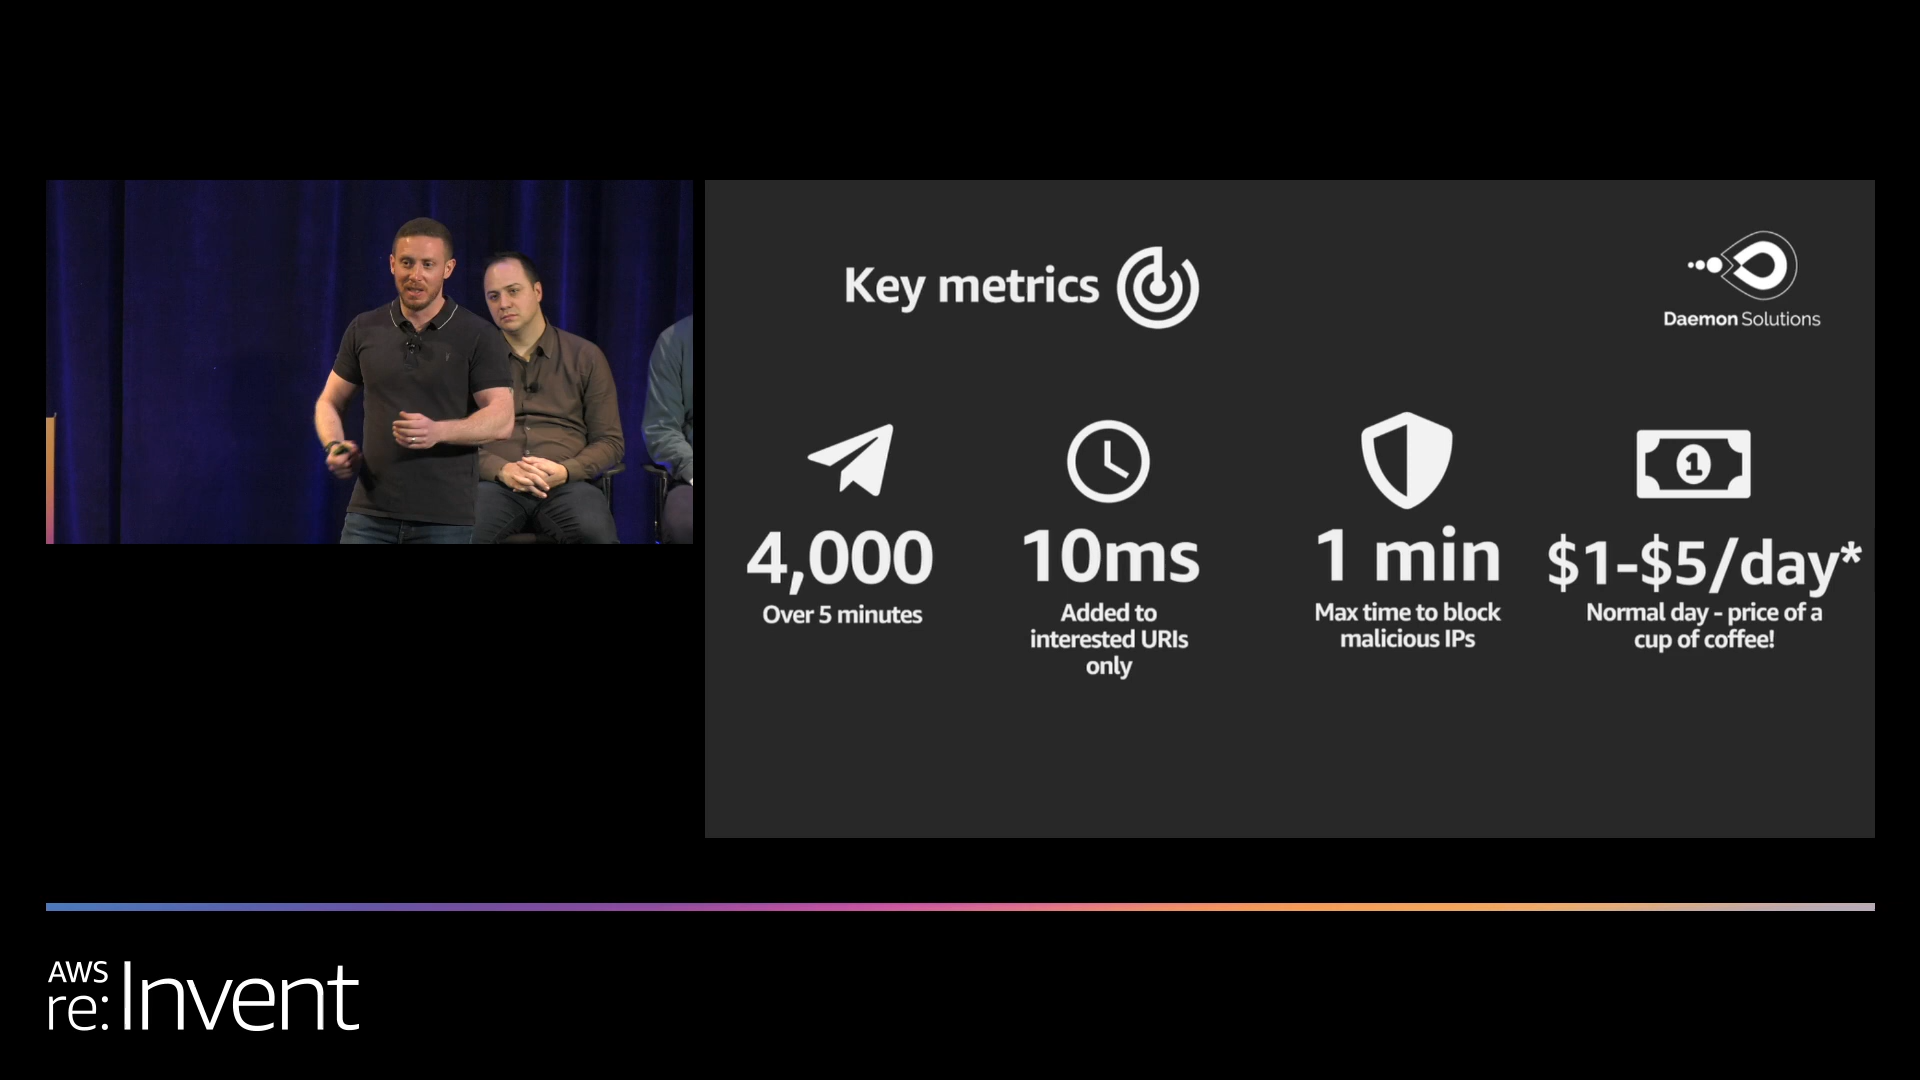 Key metrics
Daemon Solutions
4,000
Over 5 minutes
10ms
Added to
interested URIs
only
1 min
Max time to block
malicious IPs
$1-$5/day*
Normal day - price of a
cup of coffee!
1
AWS
re:Invent